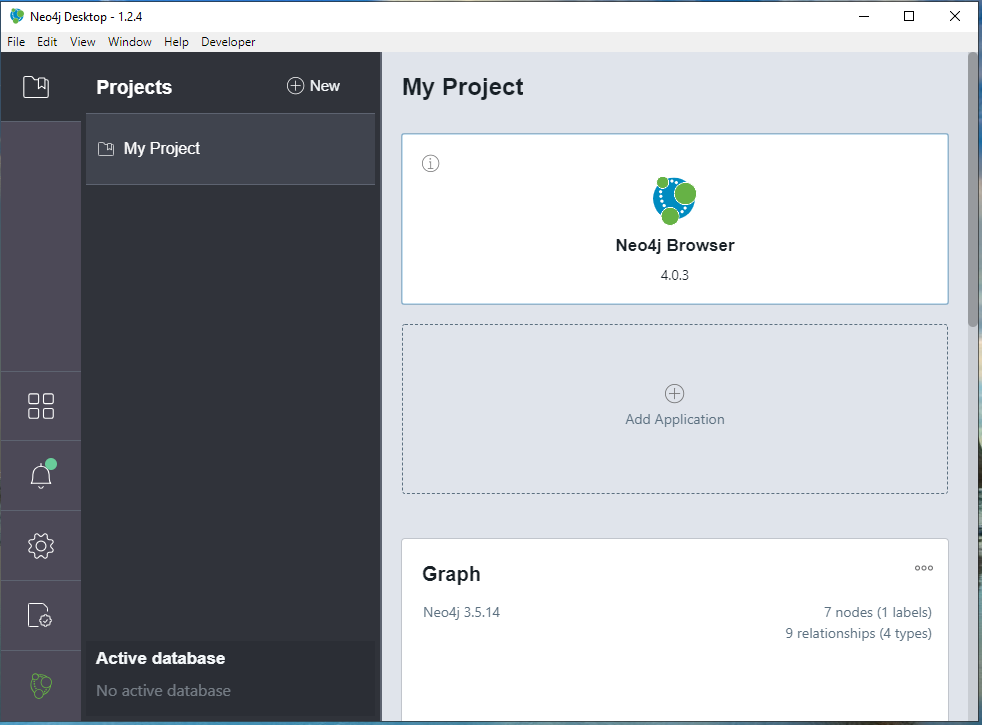 Neo4j Desktop - 1.2.4
File Edit View Window Help Developer
Projects
New
My Project
Active database
No active database
My Project
Neo4j Browser
4.0.3
Add Application
Graph
Neo4j 3.5.14
7 nodes (1 labels)
9 relationships (4 types)